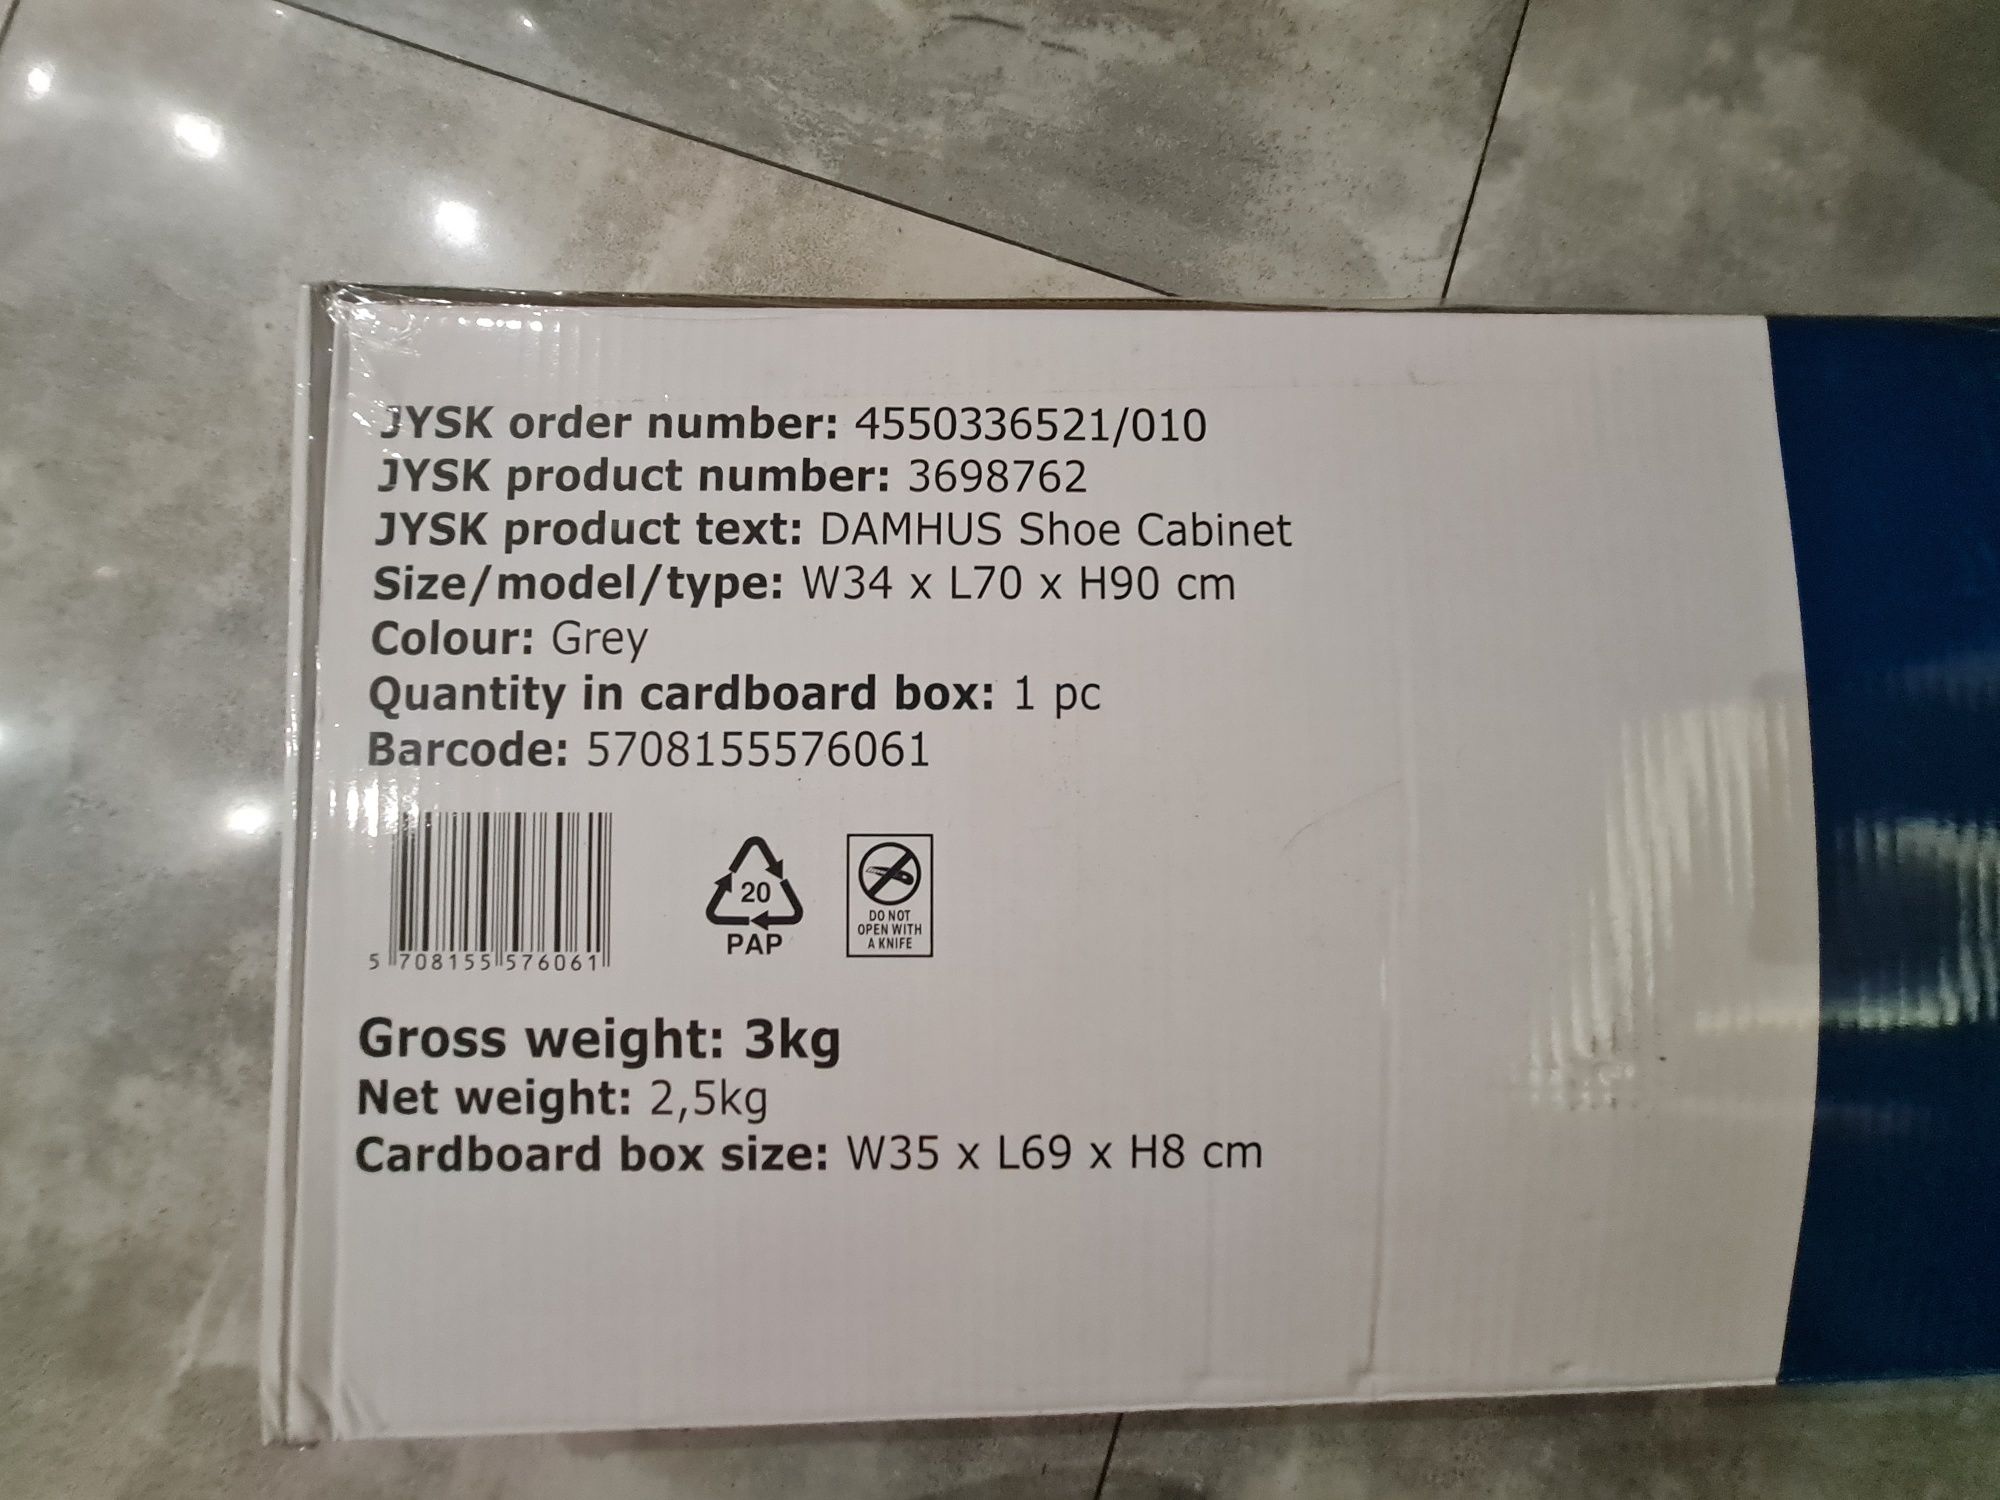 JYSK order number: 4550336521/010
JYSK product number: 3698762
JYSK product text: DAMHUS Shoe Cabinet
Size/model/type: W34 x L70 x H90 cm
Colour: Grey
Quantity in cardboard box: 1 pc
Barcode: 5708155576061
5 708155 576061
20
PAP
DO NOT
OPEN WITH
A KNIFE
Gross weight: 3kg
Net weight: 2,5kg
Cardboard box size: W35 x L69 x H8 cm